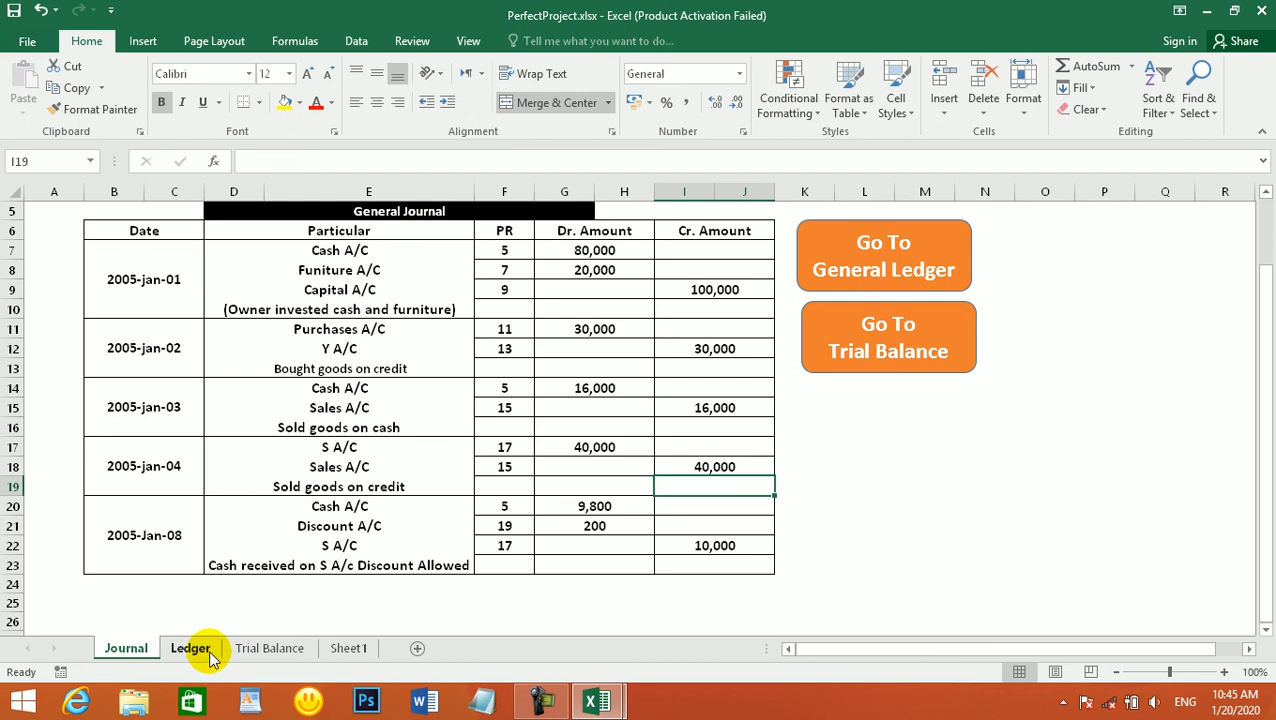 PerfectProject.xlsx - Excel (Product Activation Failed)
File Home Insert Page Layout Formulas Data Review View Tell me what you want to do... Sign in Share
Cut
Copy
Format Painter
Paste
Clipboard
Calibri 12
B I U
Font
Wrap Text
Merge & Center
Alignment
General
% ,
Number
Conditional Formatting
Format as Table
Cell Styles
Styles
Insert Delete Format
Cells
AutoSum
Fill
Clear
Sort & Filter
Find & Select
Editing
I19 fx
A B C D E F G H I J K L M N O P Q R
5 General Journal
6 Date Particular PR Dr. Amount Cr. Amount
7 Cash A/C 5 80,000
8 2005-jan-01 Funiture A/C 7 20,000
9 Capital A/C 9 100,000
10 (Owner invested cash and furniture)
11 Purchases A/C 11 30,000
12 2005-jan-02 Y A/C 13 30,000
13 Bought goods on credit
14 Cash A/C 5 16,000
15 2005-jan-03 Sales A/C 15 16,000
16 Sold goods on cash
17 S A/C 17 40,000
18 2005-jan-04 Sales A/C 15 40,000
19 Sold goods on credit
20 Cash A/C 5 9,800
21 2005-Jan-08 Discount A/C 19 200
22 S A/C 17 10,000
23 Cash received on S A/c Discount Allowed
24
25
26
Go To
General Ledger
Go To
Trial Balance
Journal Ledger Trial Balance Sheet1
Ready 100%
Ps ENG 10:45 AM
1/20/2020